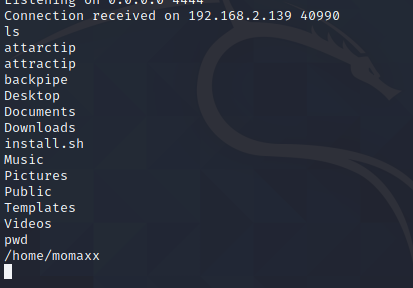 Listening on 0.0.0.0 4444
Connection received on 192.168.2.139 40990
ls
attarctip
attractip
backpipe
Desktop
Documents
Downloads
install.sh
Music
Pictures
Public
Templates
Videos
pwd
/home/momaxx